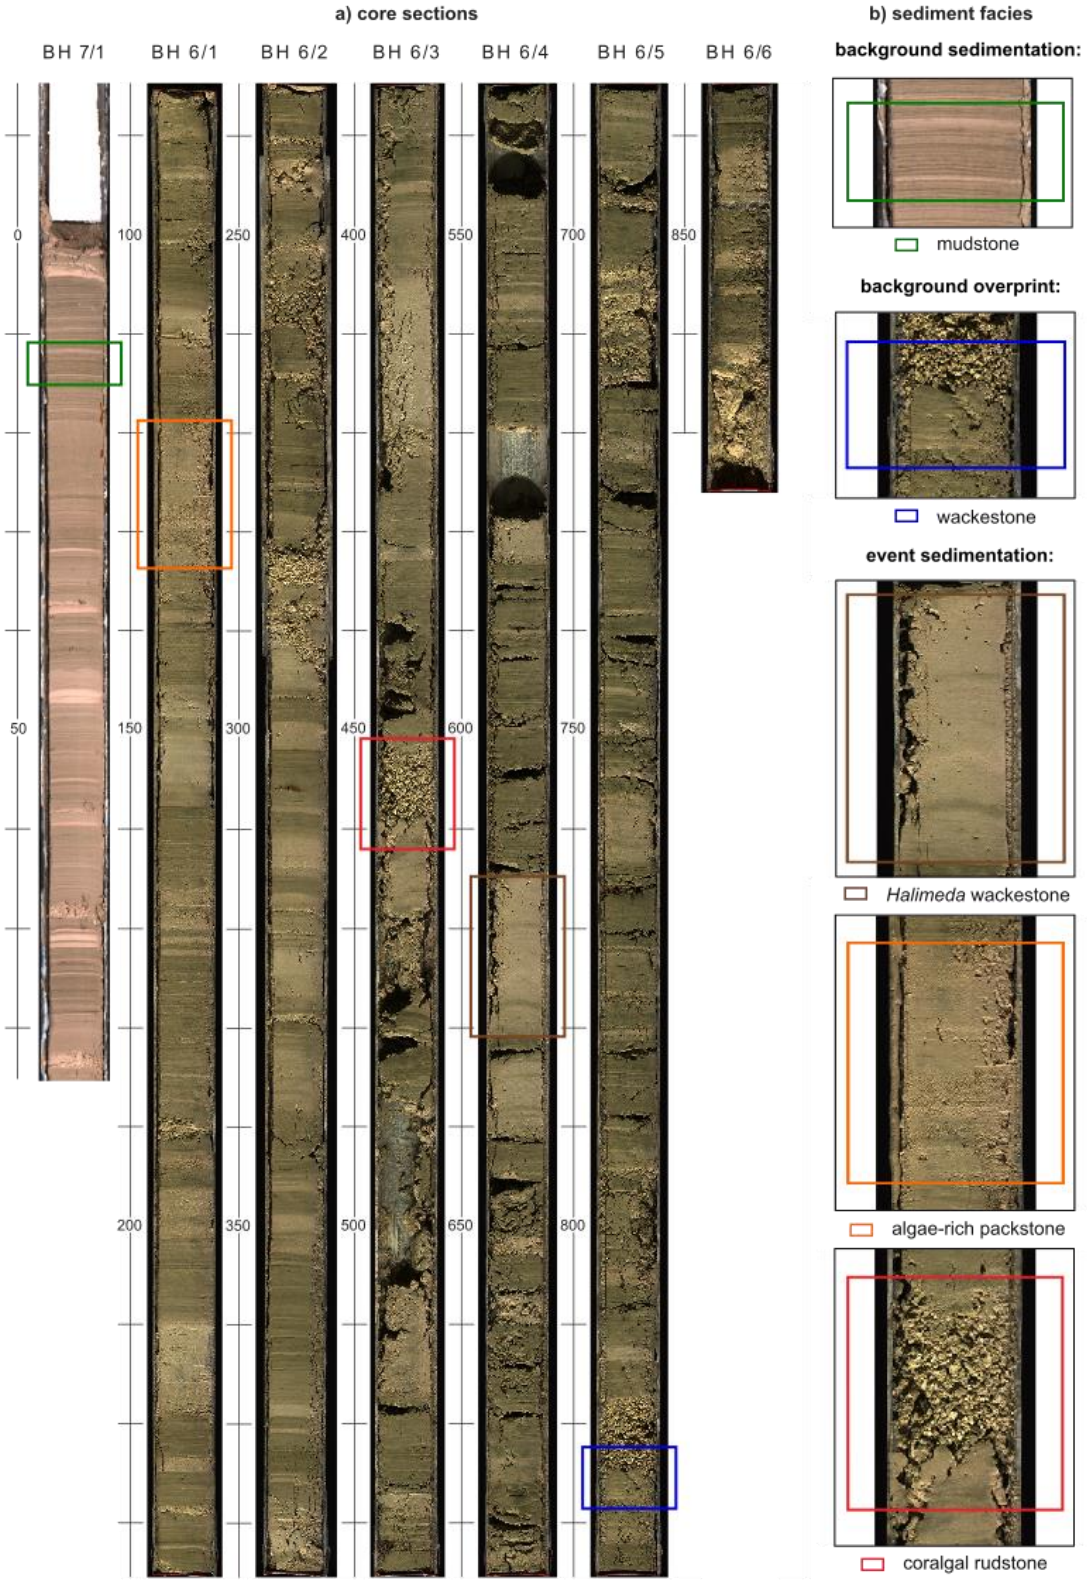 a) core sections
b) sediment facies
BH 7/1
BH 6/1
BH 6/2
BH 6/3
BH 6/4
BH 6/5
BH 6/6
0
50
100
150
200
250
300
350
400
450
500
550
600
650
700
750
800
850
background sedimentation:
mudstone
background overprint:
wackestone
event sedimentation:
Halimeda wackestone
algae-rich packstone
coralgal rudstone